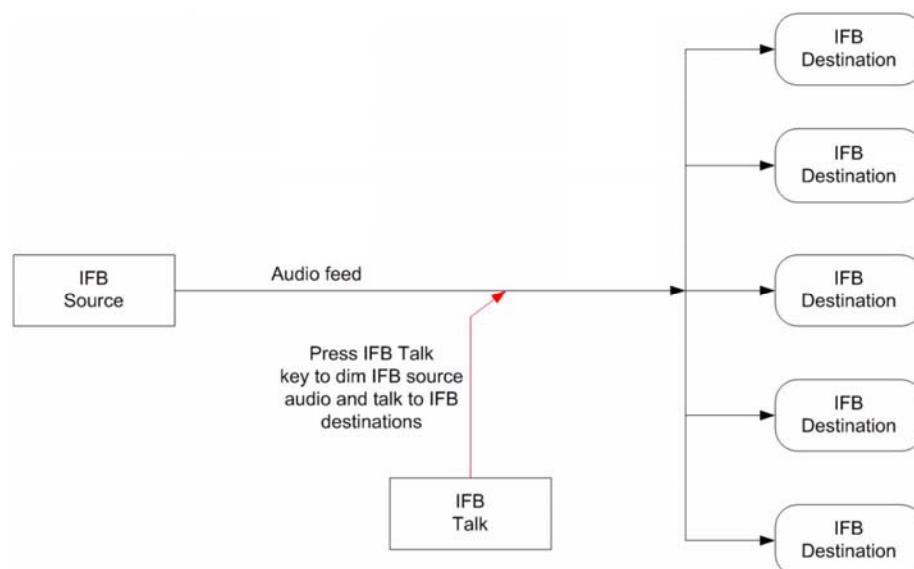 IFB
Destination
IFB
Destination
IFB
Source
Audio feed
IFB
Destination
Press IFB Talk
key to dim IFB source
audio and talk to IFB
destinations
IFB
Destination
IFB
Talk
IFB
Destination